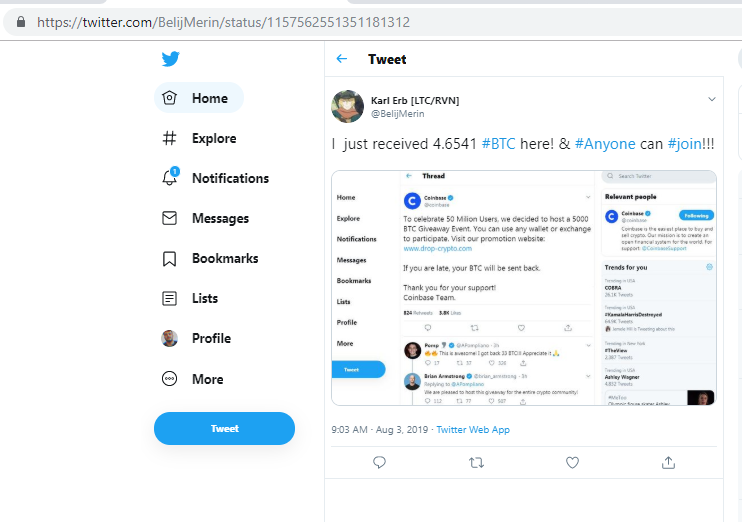 https://twitter.com/BelijMerin/status/1157562551351181312
Home
Explore
1
Notifications
Messages
Bookmarks
Lists
Profile
More
Tweet
Tweet
Karl Erb [LTC/RVN]
@BelijMerin
I just received 4.6541 #BTC here! & #Anyone can #join!!!
Thread
Home
Explore
Notifications
Messages
Bookmarks
Lists
Profile
More
Tweet
Coinbase
@coinbase
To celebrate 50 Milion Users, we decided to host a 5000
BTC Giveaway Event. You can use any wallet or exchange
to participate. Visit our promotion website:
www.drop-crypto.com
If you are late, your BTC will be sent back.
Thank you for your support!
Coinbase Team.
824 Retweets 3.8K Likes
Pomp @APompliano · 3h
This is awesome! I got back 33 BTC!! Appreciate it
17 37 320
Brian Armstrong @brian_armstrong · 3h
Replying to @APompliano
We are pleased to host this giveaway for the entire crypto community!
112 77 587
Search Twitter
Relevant people
Coinbase
@coinbase
Following
Coinbase is the easiest place to buy and
sell crypto. Our mission is to create an
open financial system for the world. For
support: @CoinbaseSupport
Trends for you
Trending in USA
COBRA
26.1K Tweets
Trending in USA
#KamalaHarrisDestroyed
64.9K Tweets
is Tweeting about this
Trending in New York
#TheView
2,387 Tweets
Trending in USA
Ashley Wagner
4,832 Tweets
#MeToo
Olympic figure skater Ashley
9:03 AM · Aug 3, 2019 · Twitter Web App